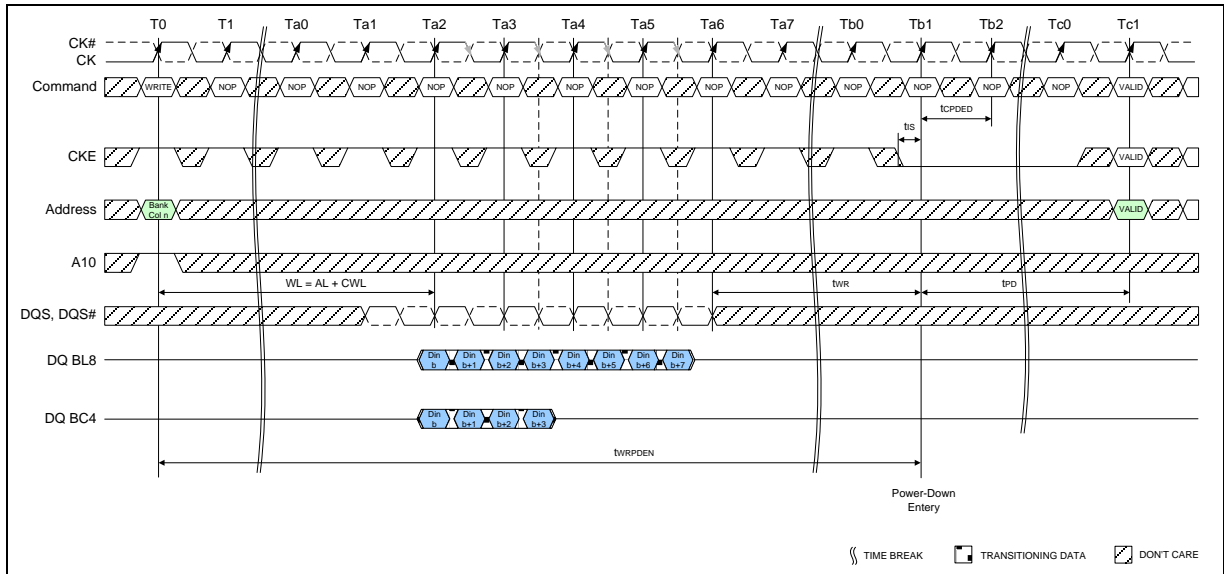 T0 T1 Ta0 Ta1 Ta2 Ta3 Ta4 Ta5 Ta6 Ta7 Tb0 Tb1 Tb2 Tc0 Tc1
CK#
CK
Command WRITE NOP NOP NOP NOP NOP NOP NOP NOP NOP NOP NOP NOP NOP VALID
tCPDED
tIS
CKE VALID
Address Bank Col n VALID
A10
WL = AL + CWL tWR tPD
DQS, DQS#
DQ BL8 Din b Din b+1 Din b+2 Din b+3 Din b+4 Din b+5 Din b+6 Din b+7
DQ BC4 Din b Din b+1 Din b+2 Din b+3
tWRPDEN
Power-Down
Entery
TIME BREAK TRANSITIONING DATA DON'T CARE